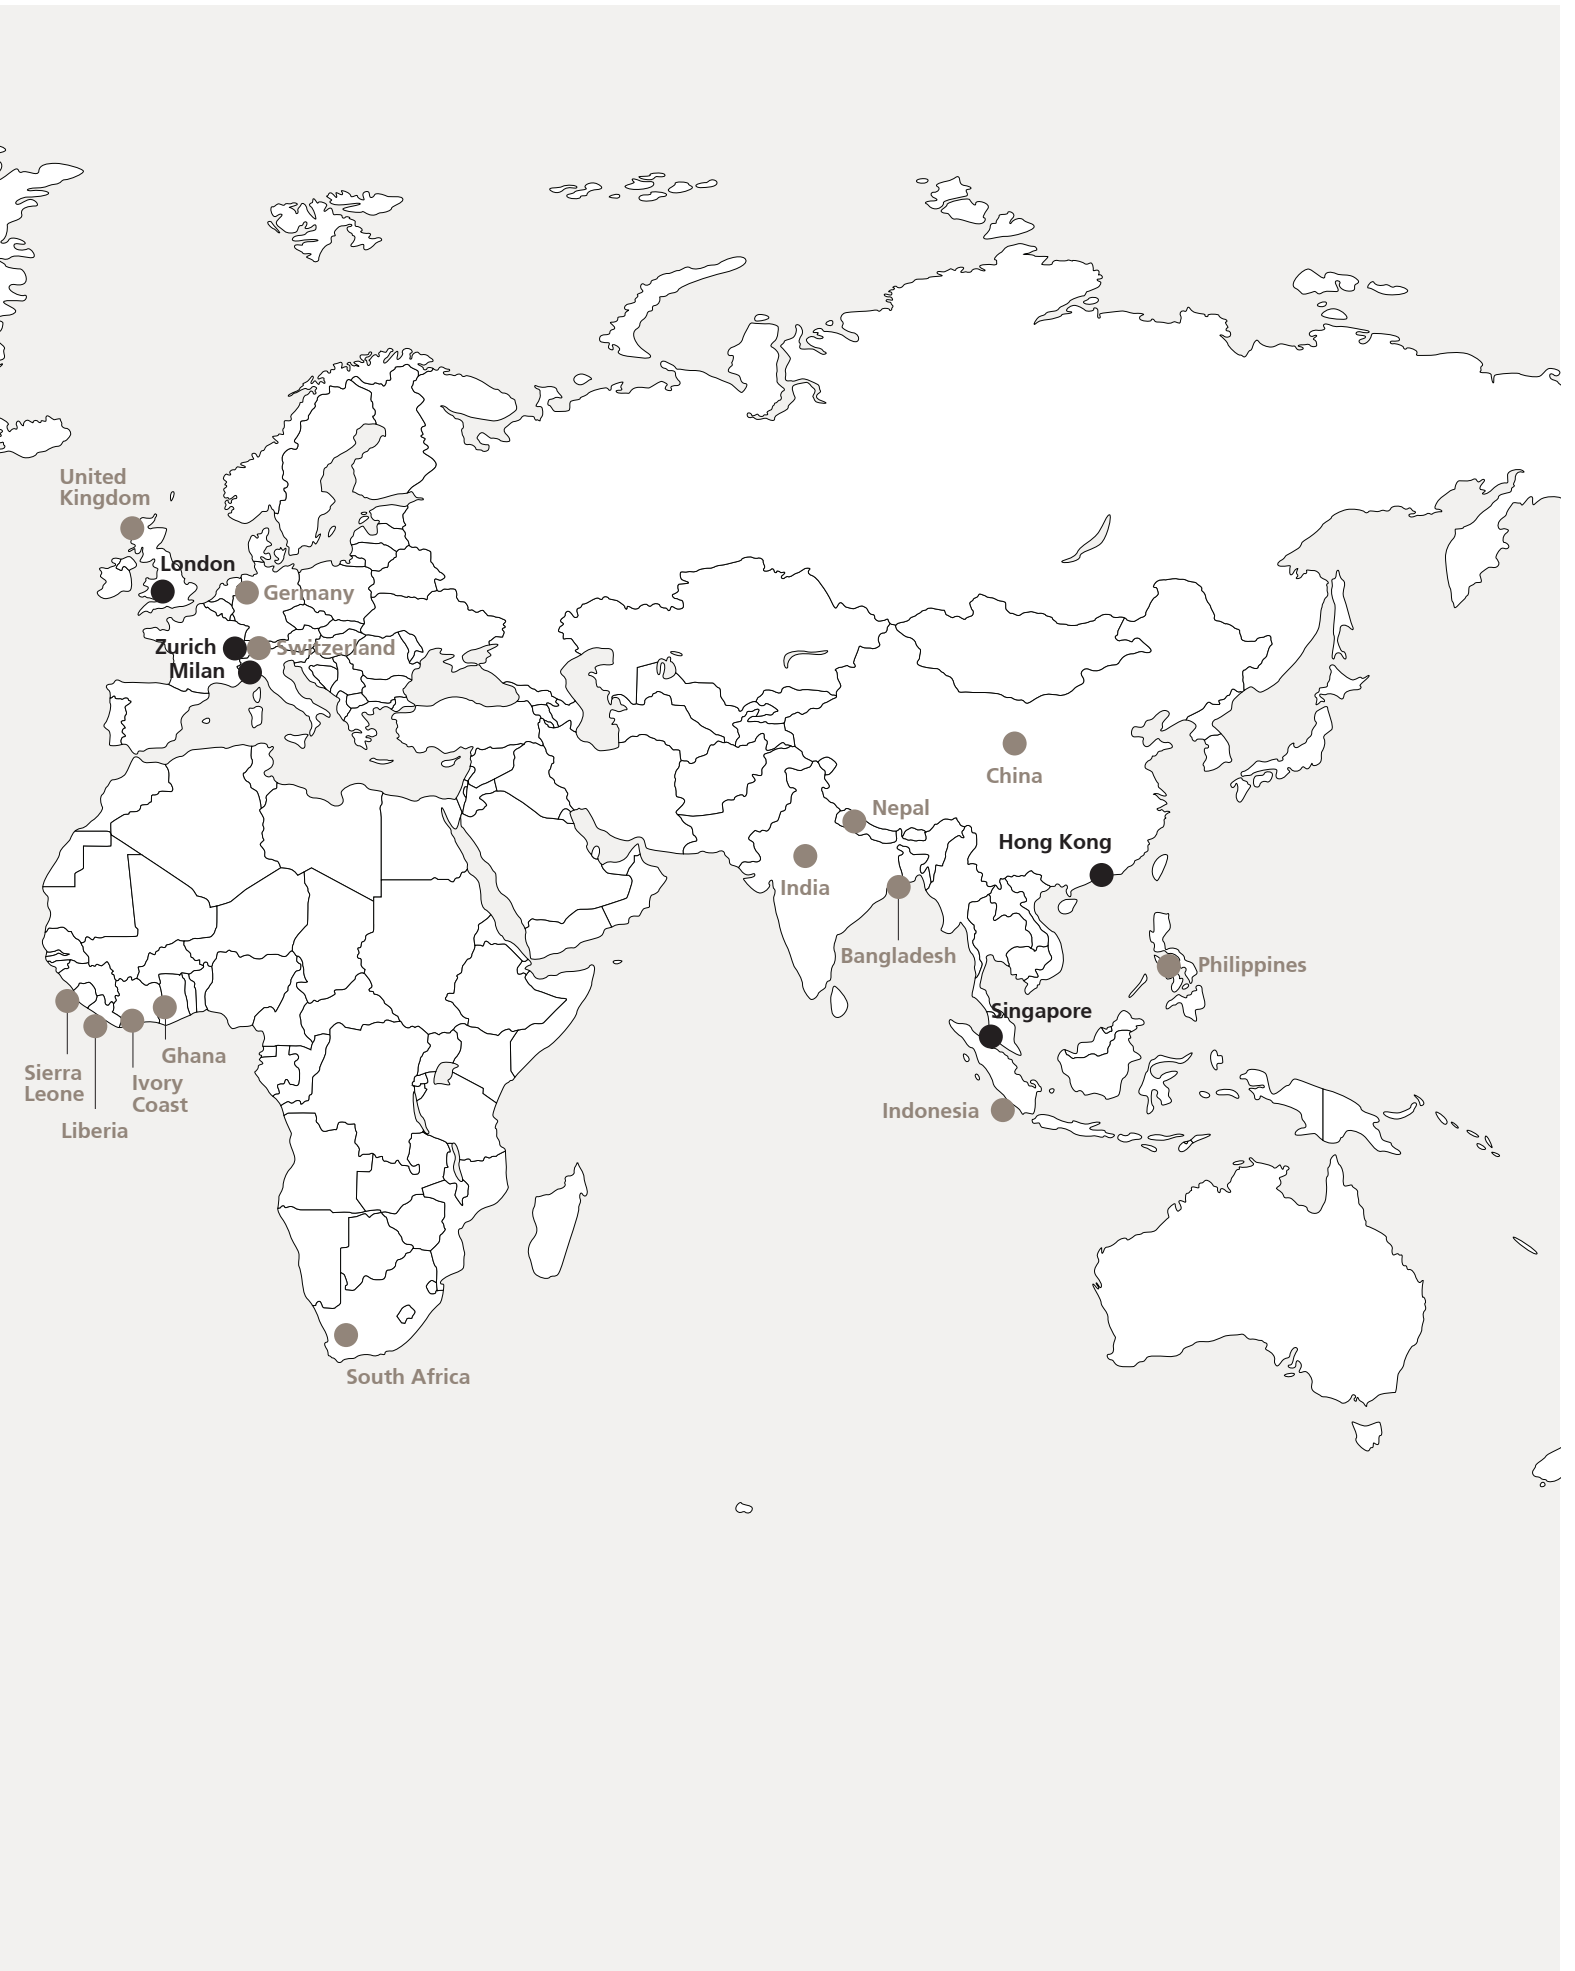 United
Kingdom
London
Germany
Zurich
Switzerland
Milan
China
Nepal
Hong Kong
India
Bangladesh
Philippines
Singapore
Ghana
Sierra
Leone
Ivory
Coast
Indonesia
Liberia
South Africa